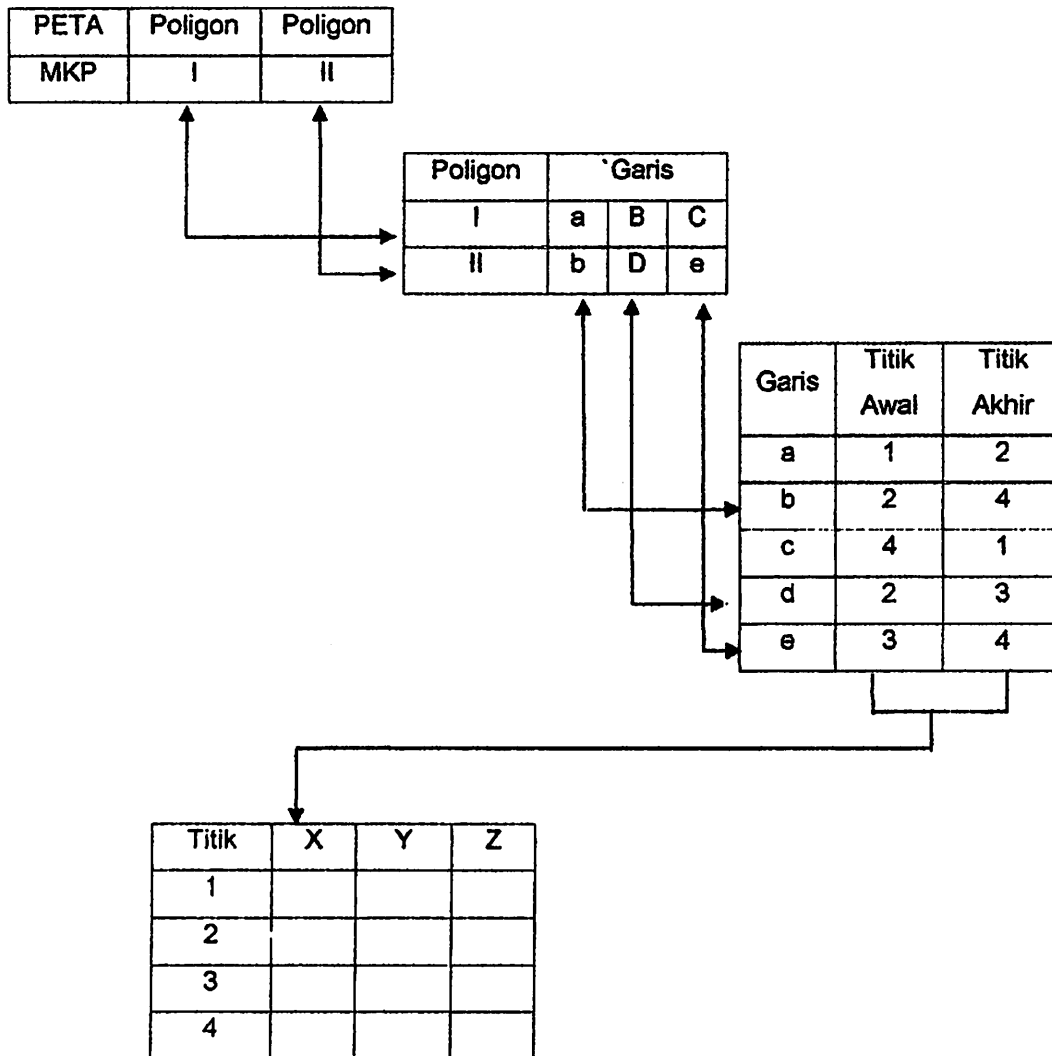 PETA Poligon Poligon
MKP I II
Poligon `Garis
I a B C
II b D e
Garis Titik Awal Titik Akhir
a 1 2
b 2 4
c 4 1
d 2 3
e 3 4
Titik X Y Z
1
2
3
4